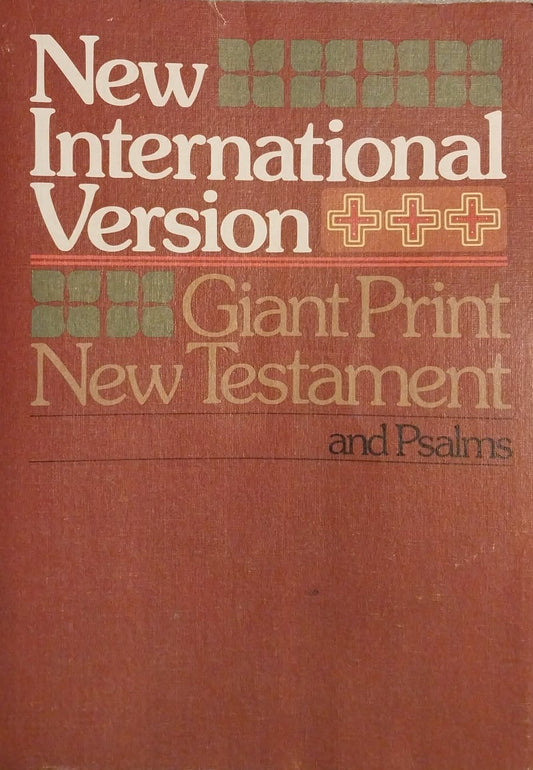 New
International
Version
Giant Print
New Testament
and Psalms